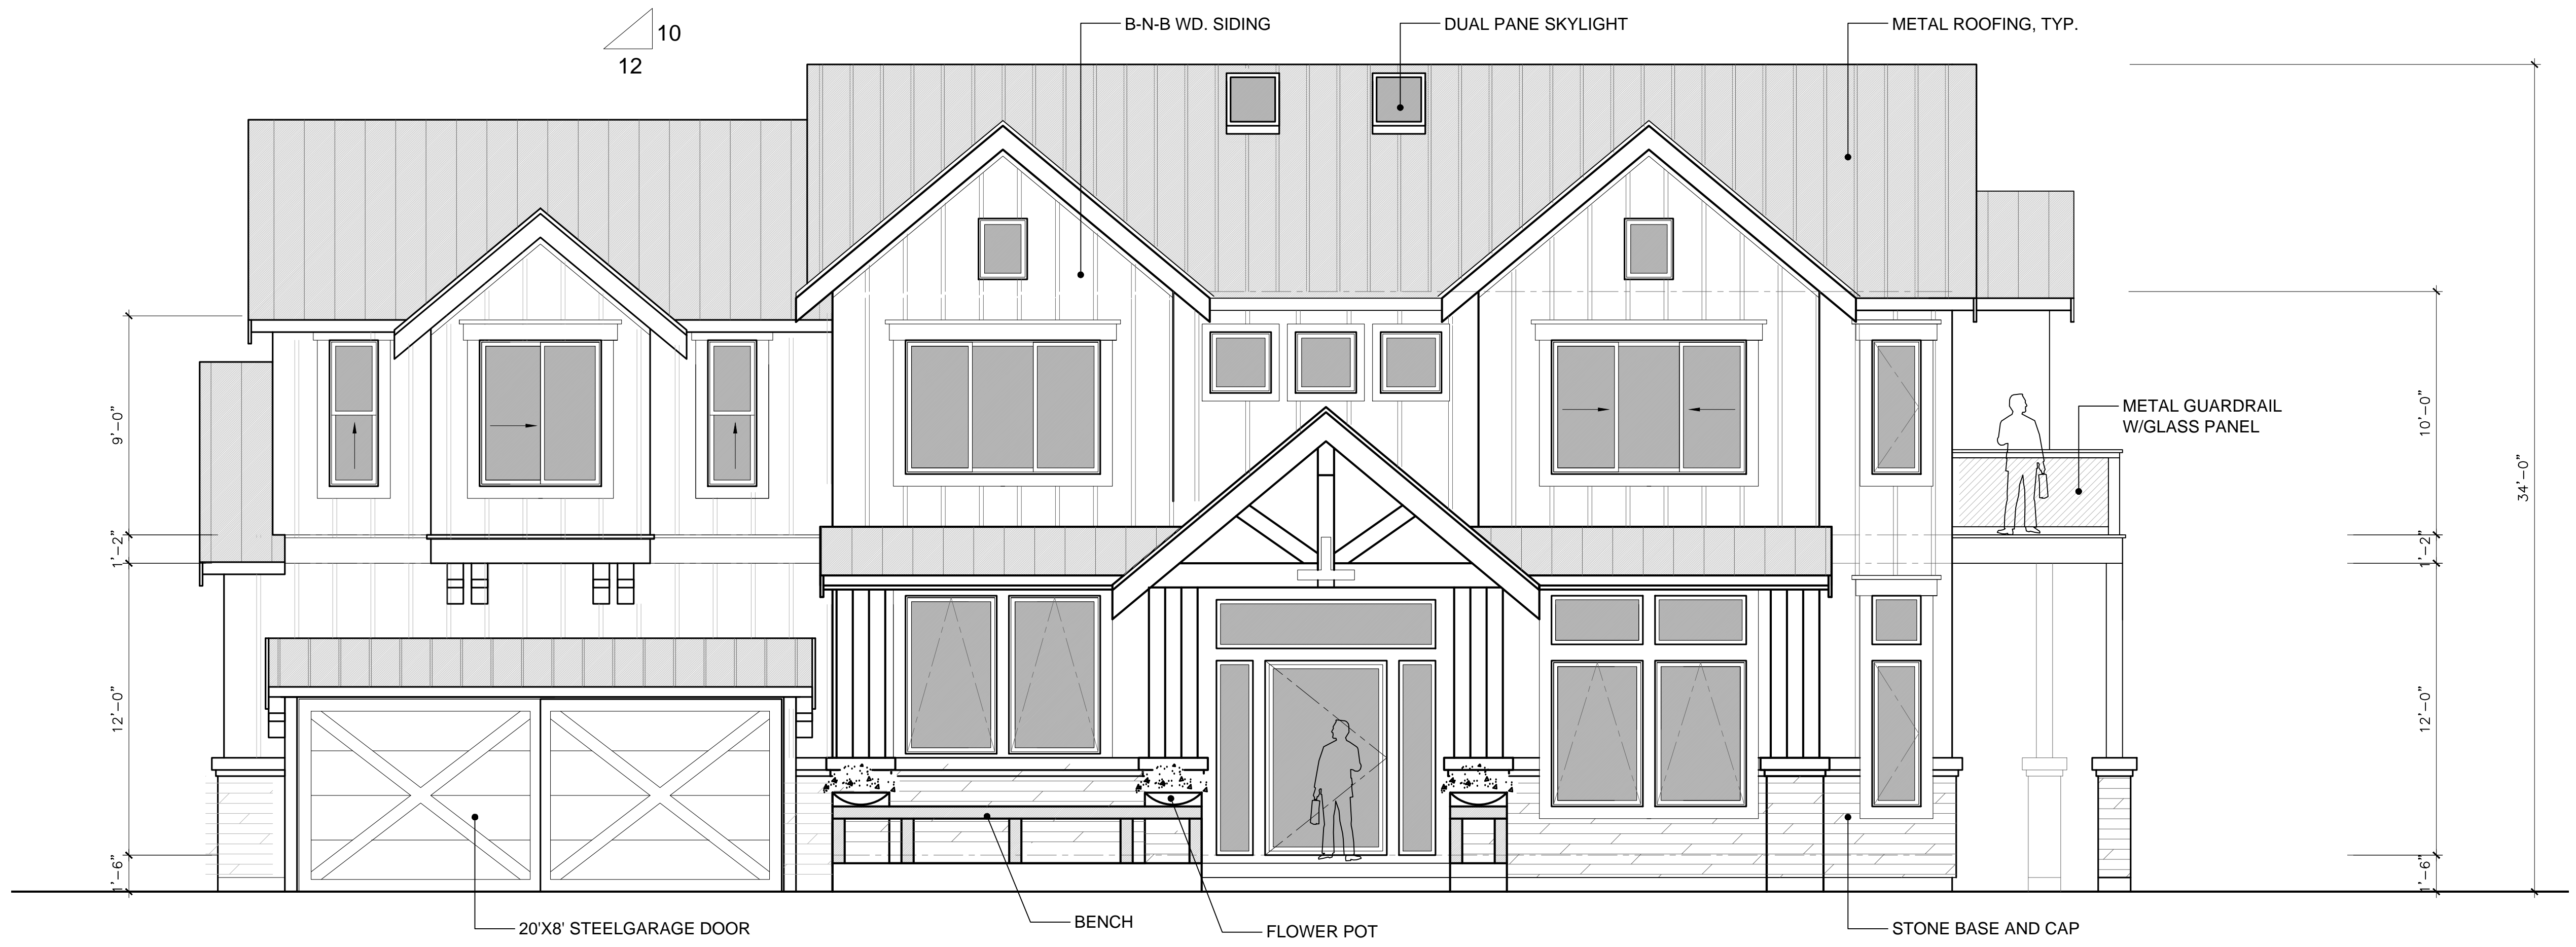 10
12
B-N-B WD. SIDING
DUAL PANE SKYLIGHT
METAL ROOFING, TYP.
METAL GUARDRAIL
W/GLASS PANEL
9'-0"
1'-2"
12'-0"
1'-6"
10'-0"
1'-2"
12'-0"
1'-6"
34'-0"
20'X8' STEELGARAGE DOOR
BENCH
FLOWER POT
STONE BASE AND CAP